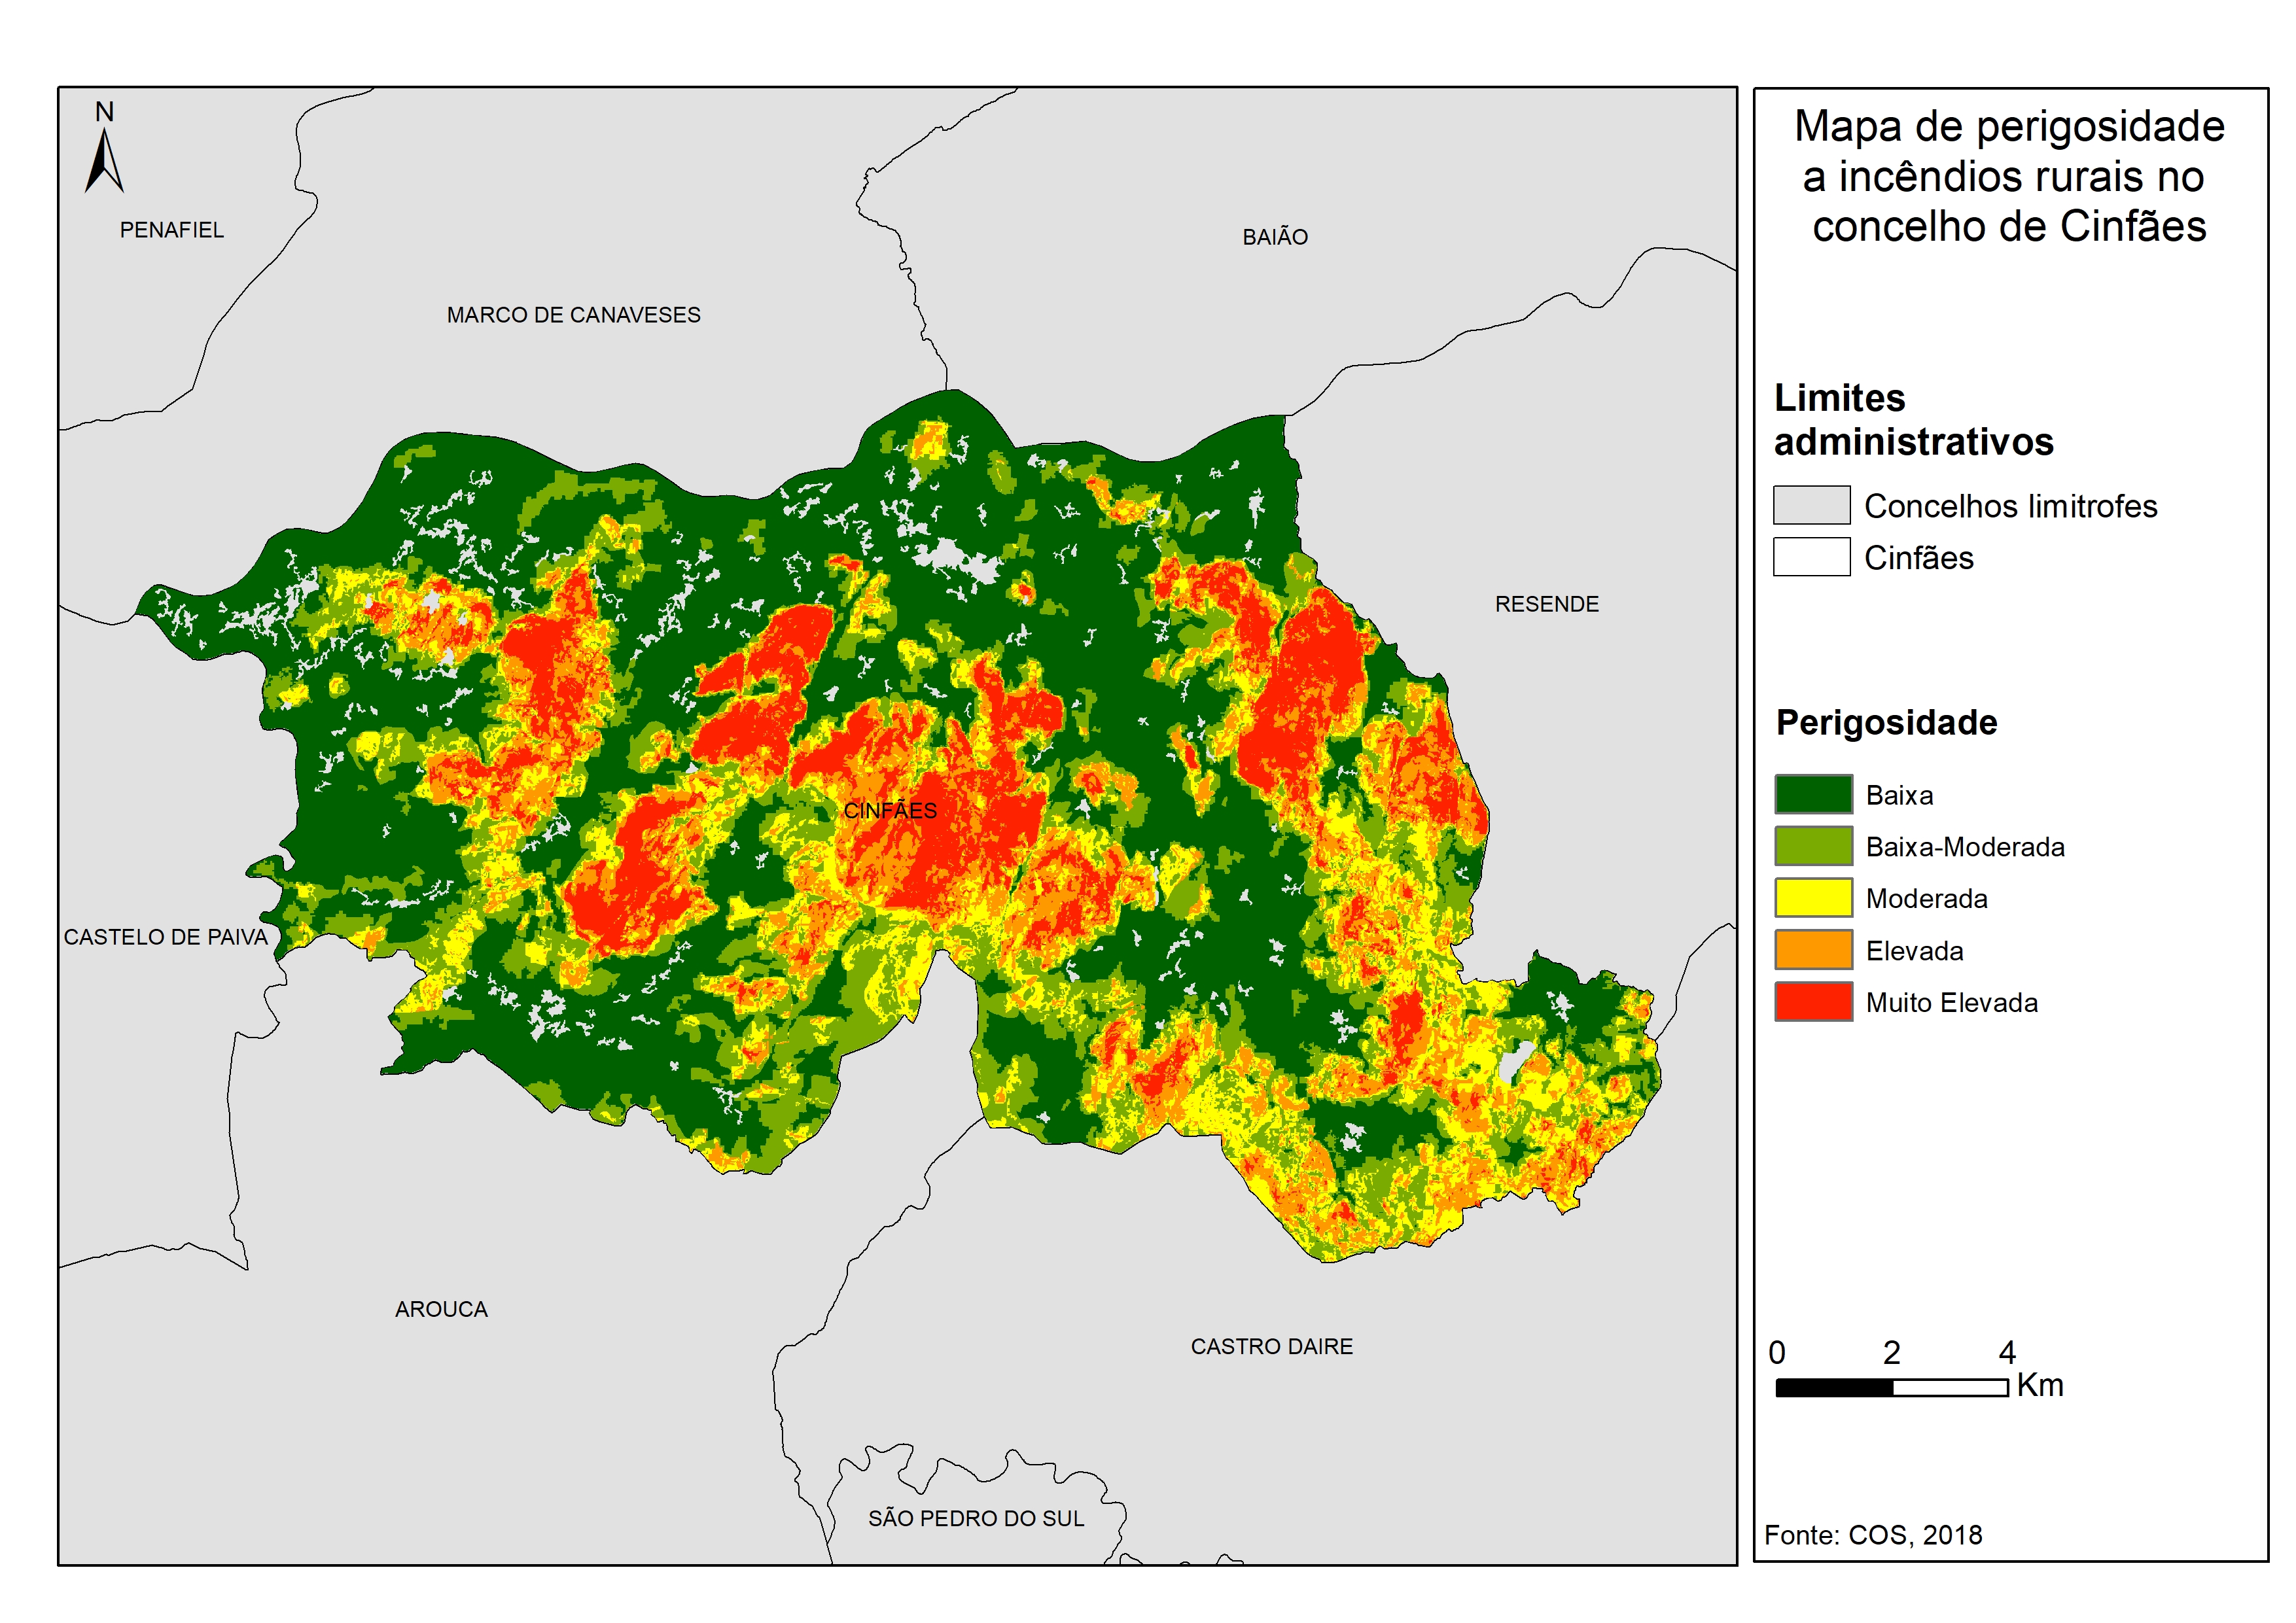 N
PENAFIEL
BAIÃO
MARCO DE CANAVESES
RESENDE
CINFÃES
CASTELO DE PAIVA
AROUCA
CASTRO DAIRE
SÃO PEDRO DO SUL
Mapa de perigosidade
a incêndios rurais no
concelho de Cinfães
Limites
administrativos
Concelhos limitrofes
Cinfães
Perigosidade
Baixa
Baixa-Moderada
Moderada
Elevada
Muito Elevada
0 2 4
Km
Fonte: COS, 2018